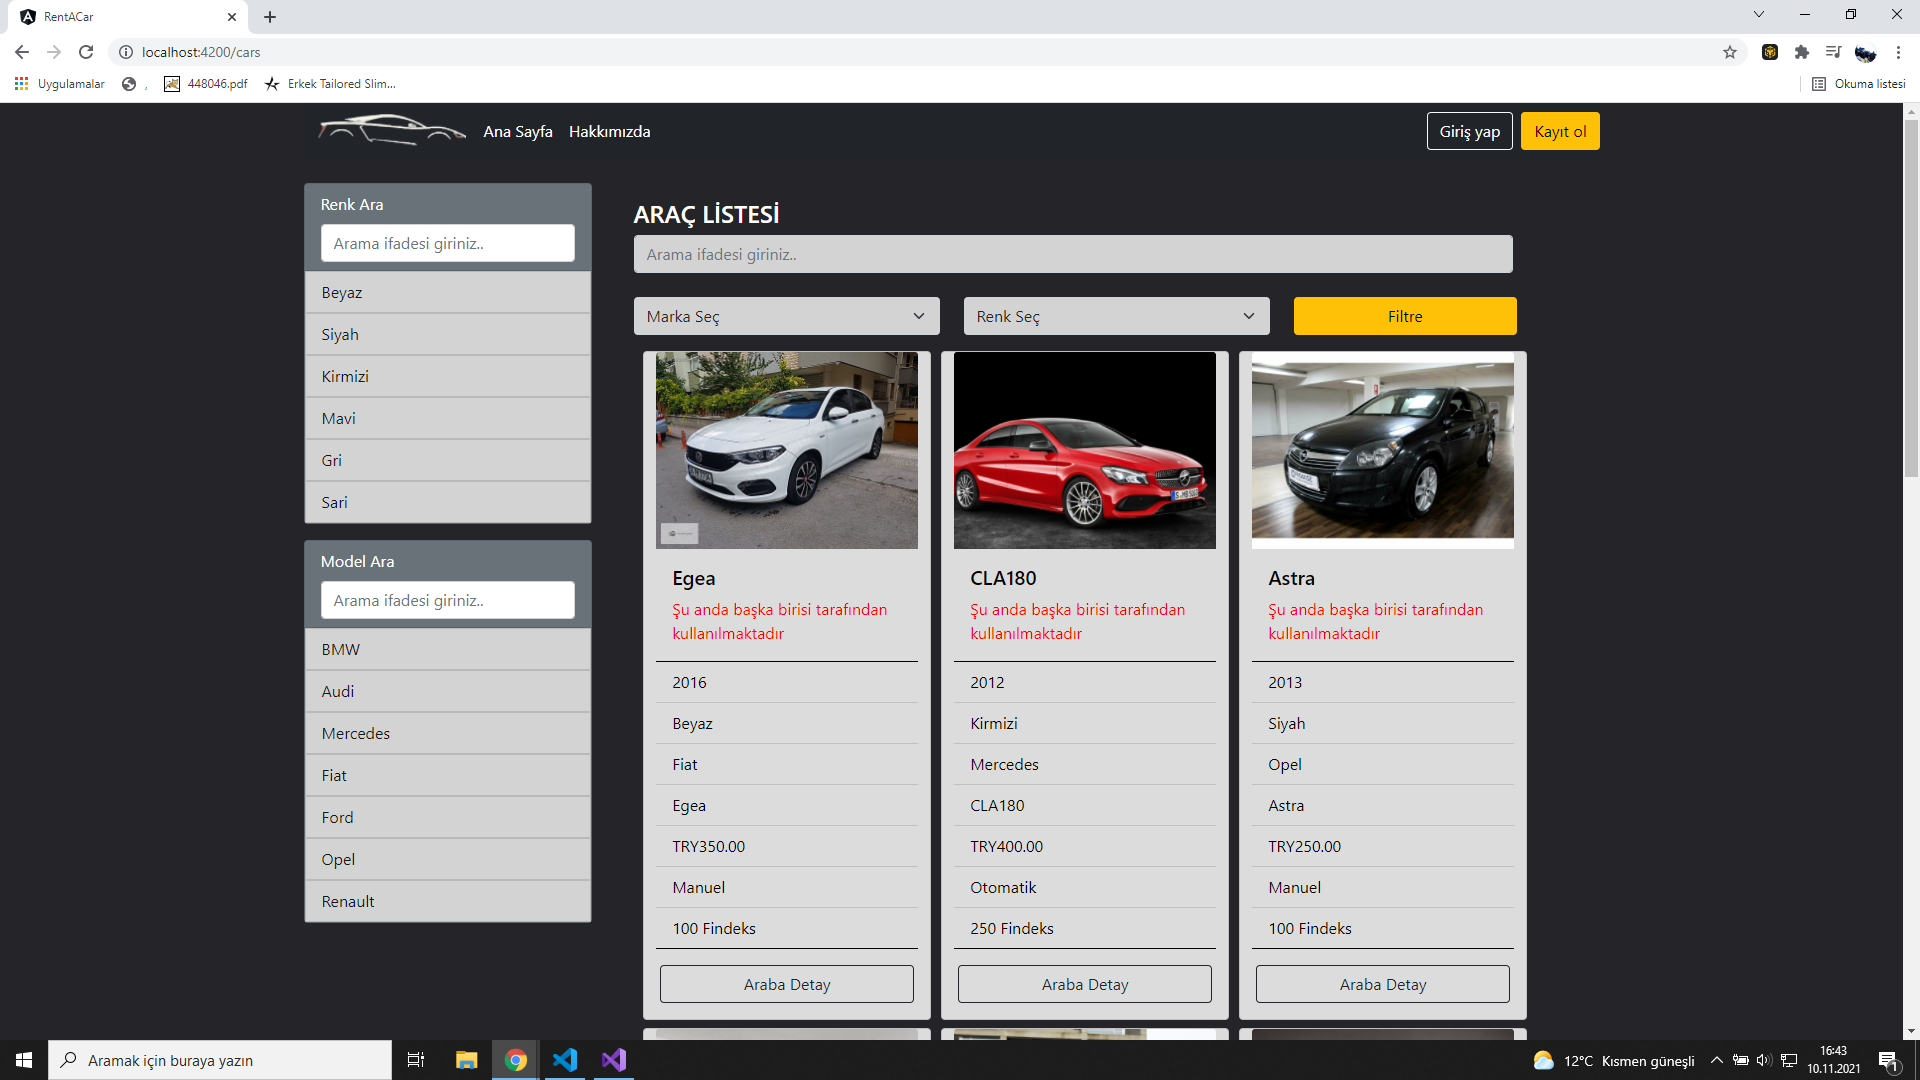 RentACar
localhost:4200/cars
Uygulamalar
,
448046.pdf
Erkek Tailored Slim...
Okuma listesi
Ana Sayfa
Hakkımızda
Giriş yap
Kayıt ol
Renk Ara
Arama ifadesi giriniz..
Beyaz
Siyah
Kirmizi
Mavi
Gri
Sari
Model Ara
Arama ifadesi giriniz..
BMW
Audi
Mercedes
Fiat
Ford
Opel
Renault
ARAÇ LİSTESİ
Arama ifadesi giriniz..
Marka Seç
Renk Seç
Filtre
Egea
Şu anda başka birisi tarafından
kullanılmaktadır
2016
Beyaz
Fiat
Egea
TRY350.00
Manuel
100 Findeks
Araba Detay
CLA180
Şu anda başka birisi tarafından
kullanılmaktadır
2012
Kirmizi
Mercedes
CLA180
TRY400.00
Otomatik
250 Findeks
Araba Detay
Astra
Şu anda başka birisi tarafından
kullanılmaktadır
2013
Siyah
Opel
Astra
TRY250.00
Manuel
100 Findeks
Araba Detay
Aramak için buraya yazın
12°C Kısmen güneşli
16:43
10.11.2021
1